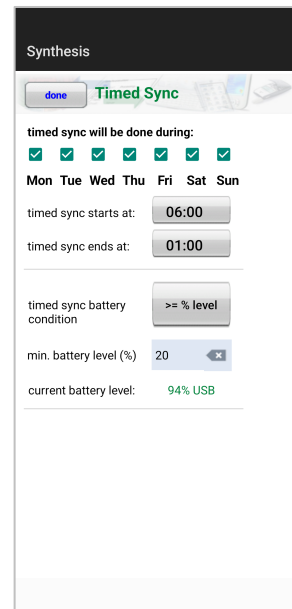 Synthesis
done Timed Sync
timed sync will be done during:
Mon Tue Wed Thu Fri Sat Sun
timed sync starts at: 06:00
timed sync ends at: 01:00
timed sync battery
condition
>= % level
min. battery level (%) 20
current battery level: 94% USB